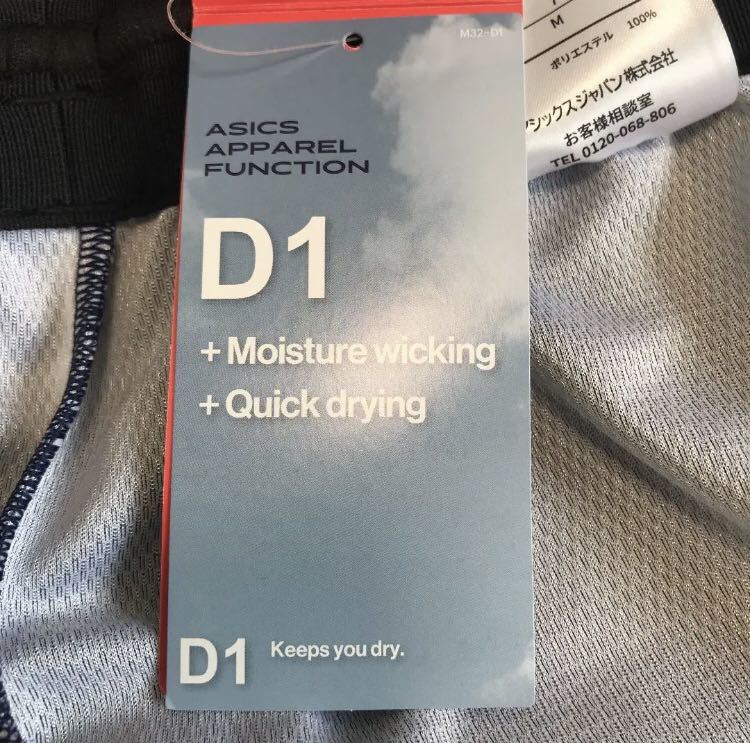 M32-D1
ASICS
APPAREL
FUNCTION
D1
+ Moisture wicking
+ Quick drying
D1 Keeps you dry.
M
ポリエステル 100%
シックスジャパン株式会社
お客様相談室
TEL 0120-068-806